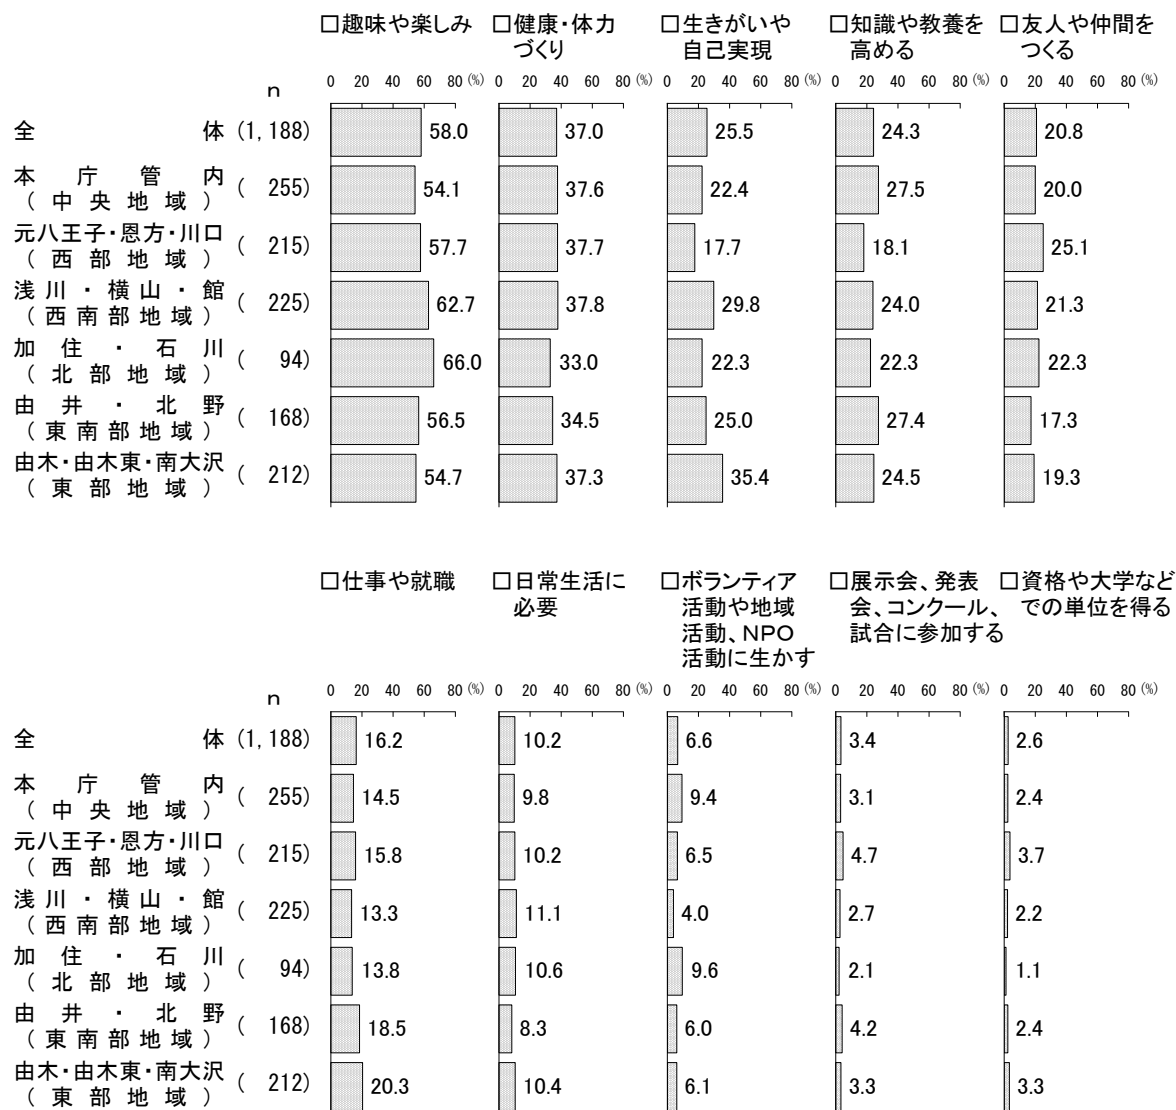 □趣味や楽しみ □健康・体力 □生きがいや □知識や教養を □友人や仲間を
づくり 自己実現 高める つくる
n 0 20 40 60 80 (%) 0 20 40 60 80 (%) 0 20 40 60 80 (%) 0 20 40 60 80 (%) 0 20 40 60 80 (%)
全体 (1,188) 58.0 37.0 25.5 24.3 20.8
本庁管内
(中央地域) ( 255) 54.1 37.6 22.4 27.5 20.0
元八王子・恩方・川口
(西部地域) ( 215) 57.7 37.7 17.7 18.1 25.1
浅川・横山・館
(西南部地域) ( 225) 62.7 37.8 29.8 24.0 21.3
加住・石川
(北部地域) ( 94) 66.0 33.0 22.3 22.3 22.3
由井・北野
(東南部地域) ( 168) 56.5 34.5 25.0 27.4 17.3
由木・由木東・南大沢
(東部地域) ( 212) 54.7 37.3 35.4 24.5 19.3
□仕事や就職 □日常生活に □ボランティア □展示会、発表 □資格や大学など
必要 活動や地域 会、コンクール、 での単位を得る
活動、NPO 試合に参加する
活動に生かす
n 0 20 40 60 80 (%) 0 20 40 60 80 (%) 0 20 40 60 80 (%) 0 20 40 60 80 (%) 0 20 40 60 80 (%)
全体 (1,188) 16.2 10.2 6.6 3.4 2.6
本庁管内
(中央地域) ( 255) 14.5 9.8 9.4 3.1 2.4
元八王子・恩方・川口
(西部地域) ( 215) 15.8 10.2 6.5 4.7 3.7
浅川・横山・館
(西南部地域) ( 225) 13.3 11.1 4.0 2.7 2.2
加住・石川
(北部地域) ( 94) 13.8 10.6 9.6 2.1 1.1
由井・北野
(東南部地域) ( 168) 18.5 8.3 6.0 4.2 2.4
由木・由木東・南大沢
(東部地域) ( 212) 20.3 10.4 6.1 3.3 3.3